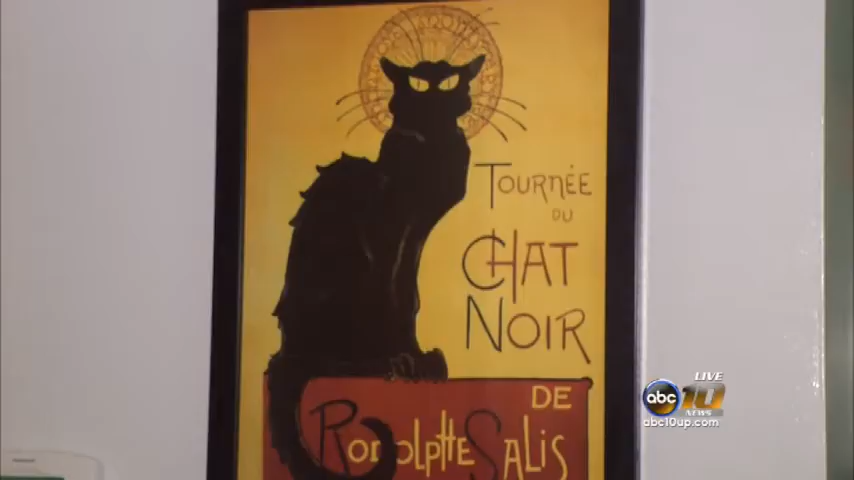 TOURNÉE
DU
CHAT
NOIR
DE
RODOLPHE SALIS
LIVE
abc 10
NEWS
abc10up.com